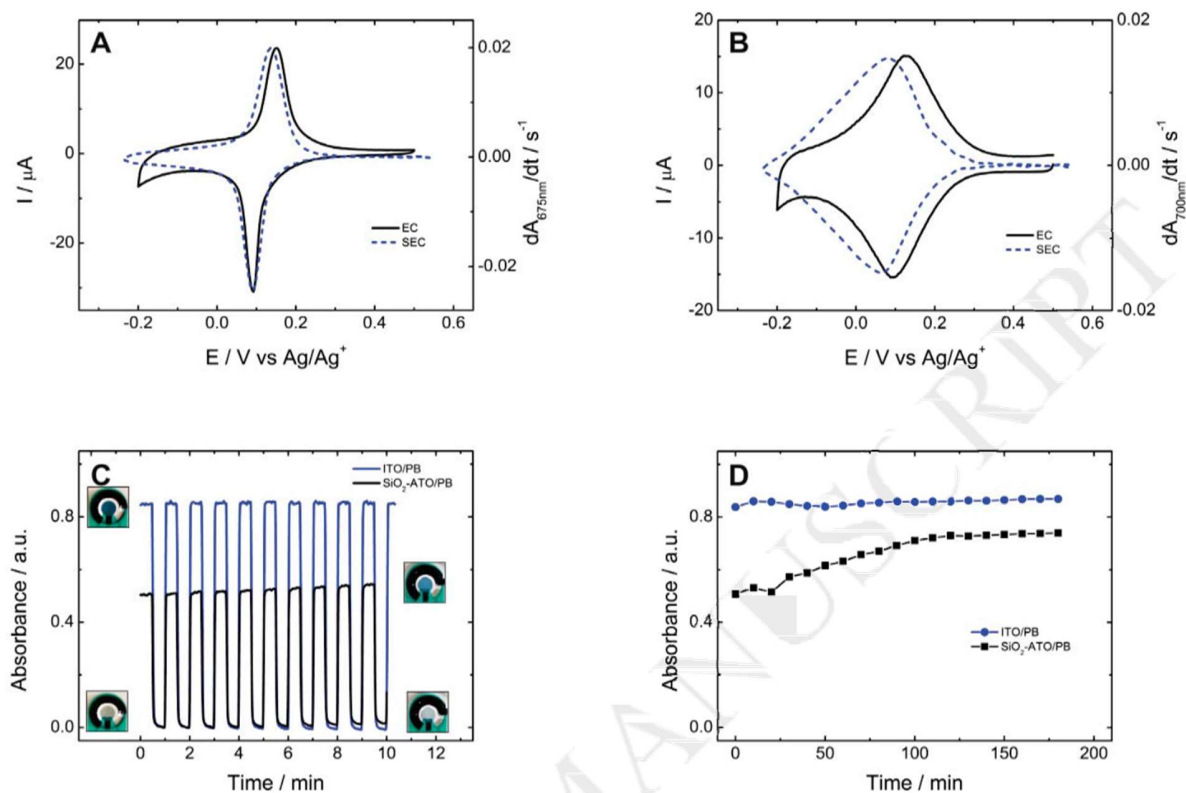 A
I / μA
20
0
-20
0.02
0.00
-0.02
dA675nm/dt / s⁻¹
EC
SEC
-0.2 0.0 0.2 0.4 0.6
E / V vs Ag/Ag⁺
B
I / μA
20
15
10
5
0
-5
-10
-15
-20
0.02
0.00
-0.02
dA700nm/dt / s⁻¹
EC
SEC
-0.2 0.0 0.2 0.4 0.6
E / V vs Ag/Ag⁺
C
Absorbance / a.u.
0.8
0.4
0.0
ITO/PB
SiO₂-ATO/PB
-2 0 2 4 6 8 10 12
Time / min
D
Absorbance / a.u.
0.8
0.4
0.0
ITO/PB
SiO₂-ATO/PB
0 50 100 150 200
Time / min
MANUSCRIPT